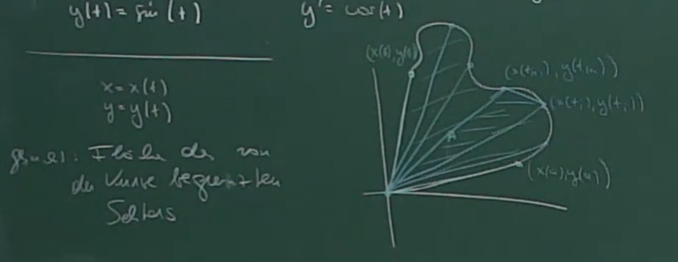 y(t) = sin (t)
y' = cos(t)
x = x(t)
y = y(t)
gesucht: Fläche des von
der Kurve begrenzten
Sektors
(x(b), y(b))
(x(t_{i+1}), y(t_{i+1}))
(x(t_i), y(t_i))
A
(x(a), y(a))